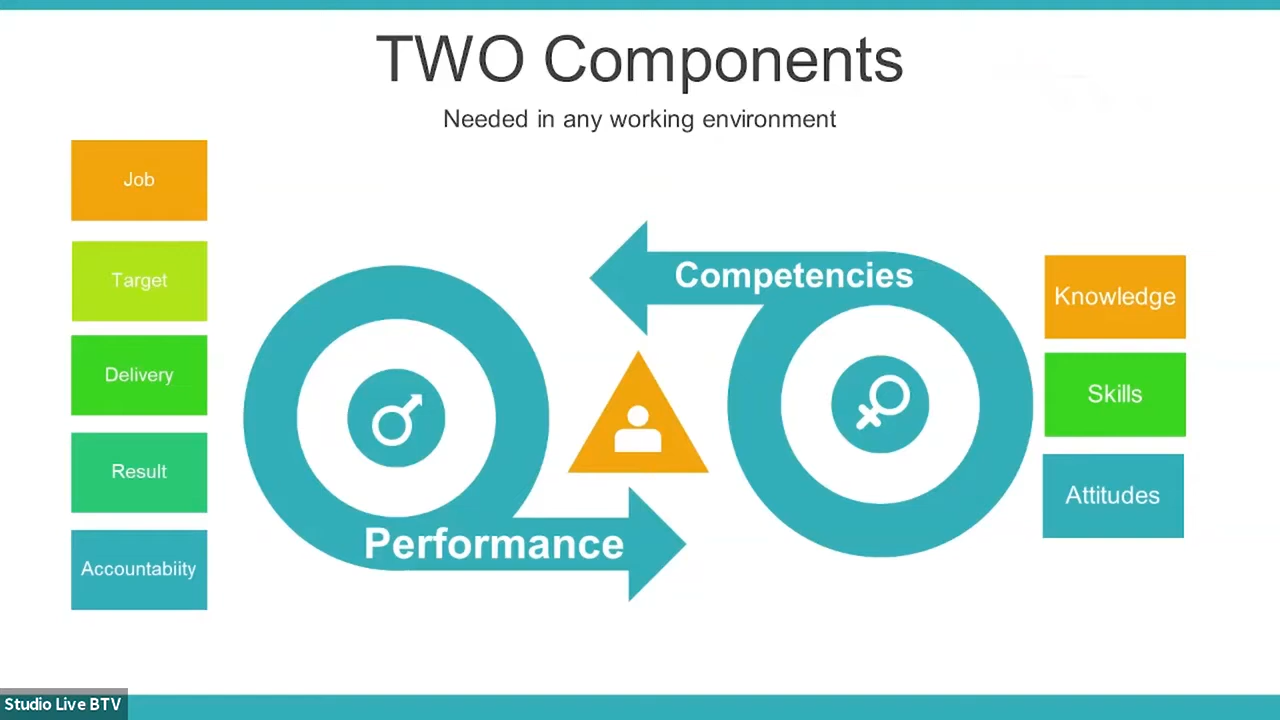 TWO Components
Needed in any working environment
Job
Target
Delivery
Result
Accountabiity
Competencies
Performance
Knowledge
Skills
Attitudes
Studio Live BTV